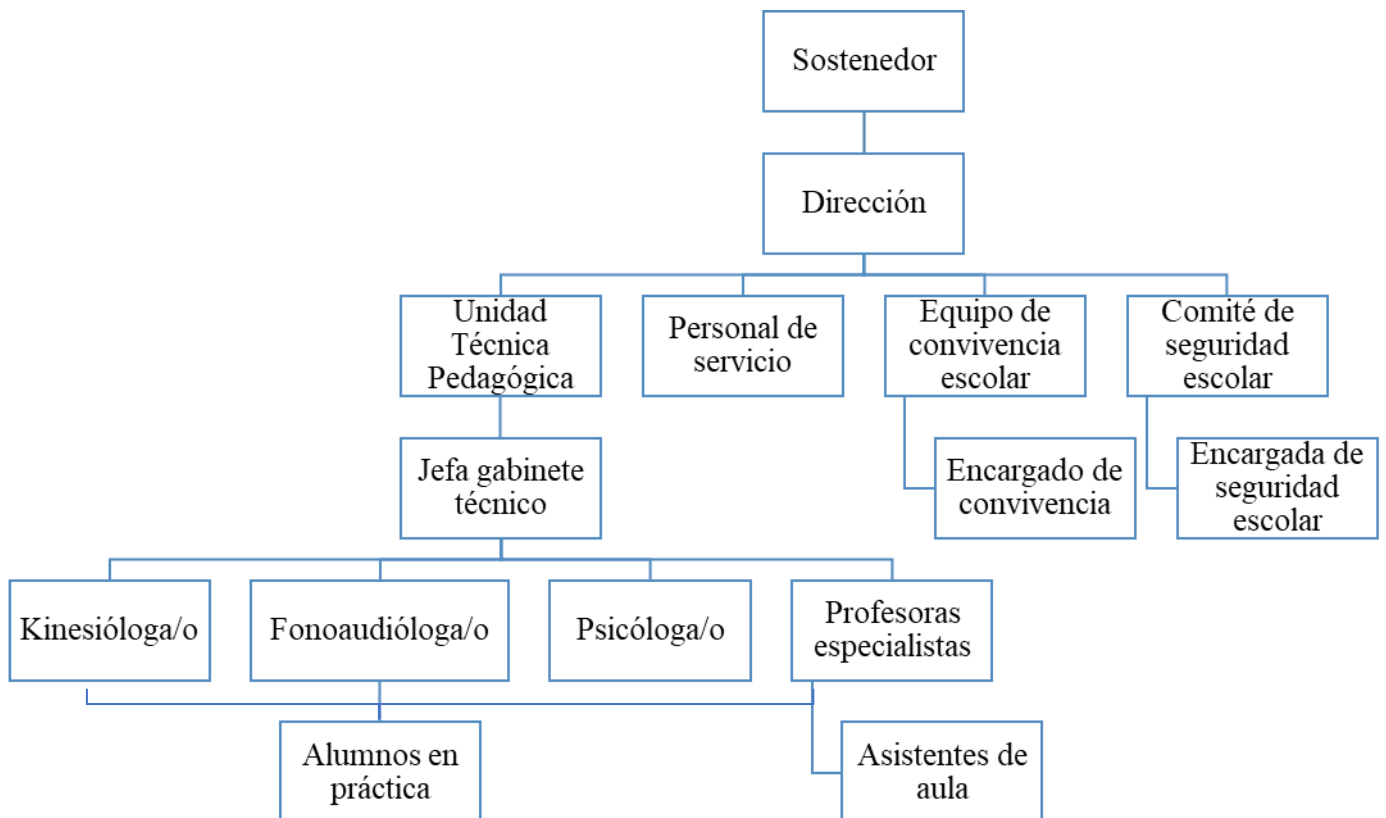 Sostenedor
Dirección
Unidad
Técnica
Pedagógica
Personal de
servicio
Equipo de
convivencia
escolar
Comité de
seguridad
escolar
Jefa gabinete
técnico
Encargado de
convivencia
Encargada de
seguridad
escolar
Kinesióloga/o
Fonoaudióloga/o
Psicóloga/o
Profesoras
especialistas
Alumnos en
práctica
Asistentes de
aula